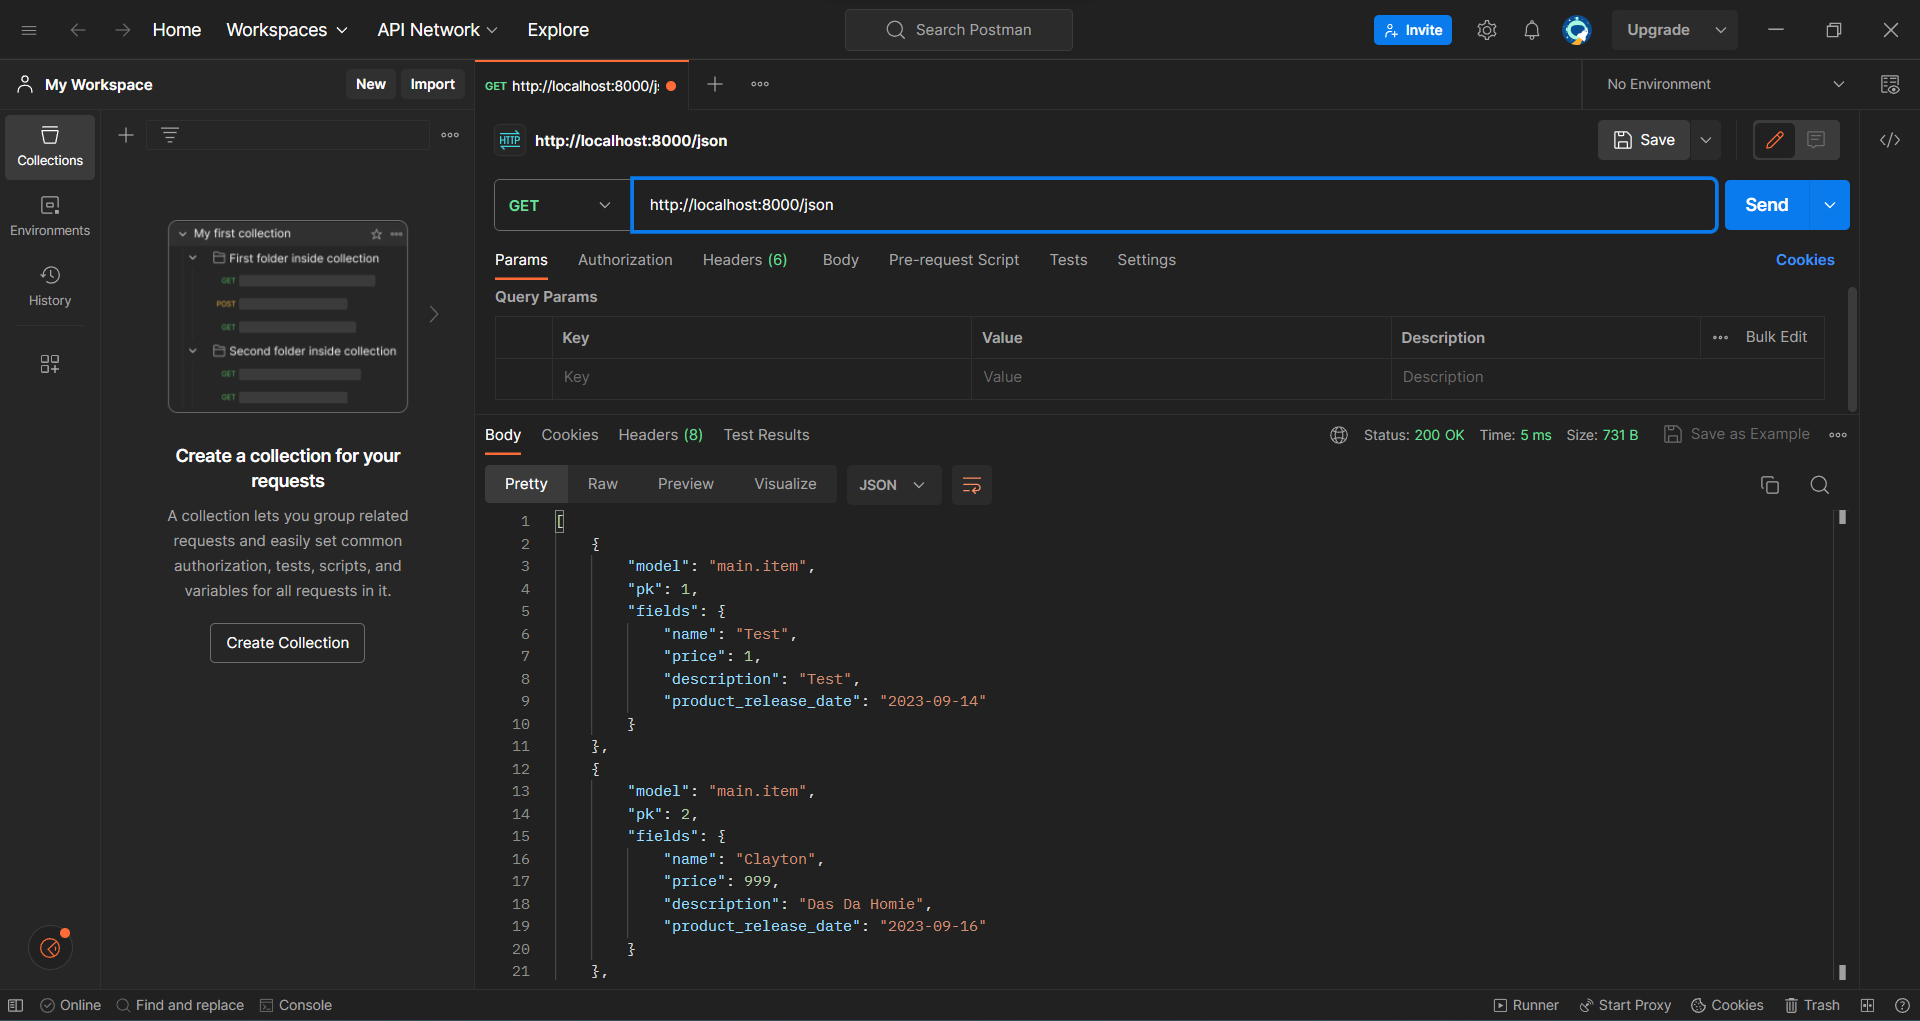 Home Workspaces API Network Explore Search Postman Invite Upgrade
My Workspace New Import GET http://localhost:8000/j No Environment
Collections
Environments
History
My first collection
First folder inside collection
GET
POST
GET
Second folder inside collection
GET
GET
Create a collection for your
requests
A collection lets you group related
requests and easily set common
authorization, tests, scripts, and
variables for all requests in it.
Create Collection
HTTP http://localhost:8000/json Save
GET http://localhost:8000/json Send
Params Authorization Headers (6) Body Pre-request Script Tests Settings Cookies
Query Params
Key Value Description Bulk Edit
Key Value Description
Body Cookies Headers (8) Test Results Status: 200 OK Time: 5 ms Size: 731 B Save as Example
Pretty Raw Preview Visualize JSON
1 [
2 {
3 "model": "main.item",
4 "pk": 1,
5 "fields": {
6 "name": "Test",
7 "price": 1,
8 "description": "Test",
9 "product_release_date": "2023-09-14"
10 }
11 },
12 {
13 "model": "main.item",
14 "pk": 2,
15 "fields": {
16 "name": "Clayton",
17 "price": 999,
18 "description": "Das Da Homie",
19 "product_release_date": "2023-09-16"
20 }
21 },
Online Find and replace Console Runner Start Proxy Cookies Trash